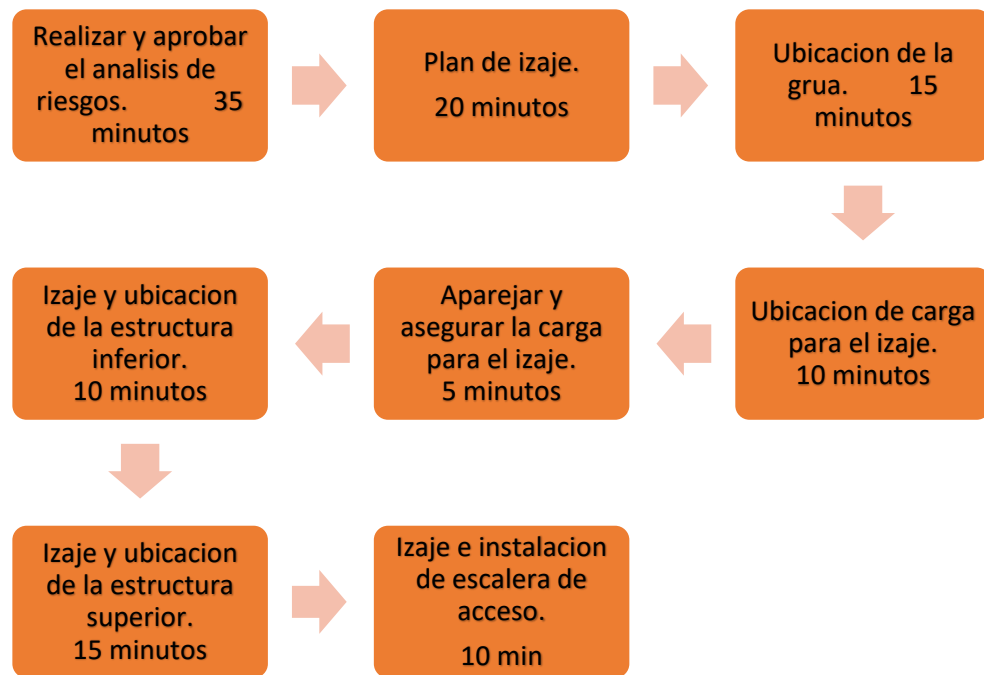 Realizar y aprobar
el analisis de
riesgos. 35
minutos
Plan de izaje.
20 minutos
Ubicacion de la
grua. 15
minutos
Ubicacion de carga
para el izaje.
10 minutos
Aparejar y
asegurar la carga
para el izaje.
5 minutos
Izaje y ubicacion
de la estructura
inferior.
10 minutos
Izaje y ubicacion
de la estructura
superior.
15 minutos
Izaje e instalacion
de escalera de
acceso.
10 min